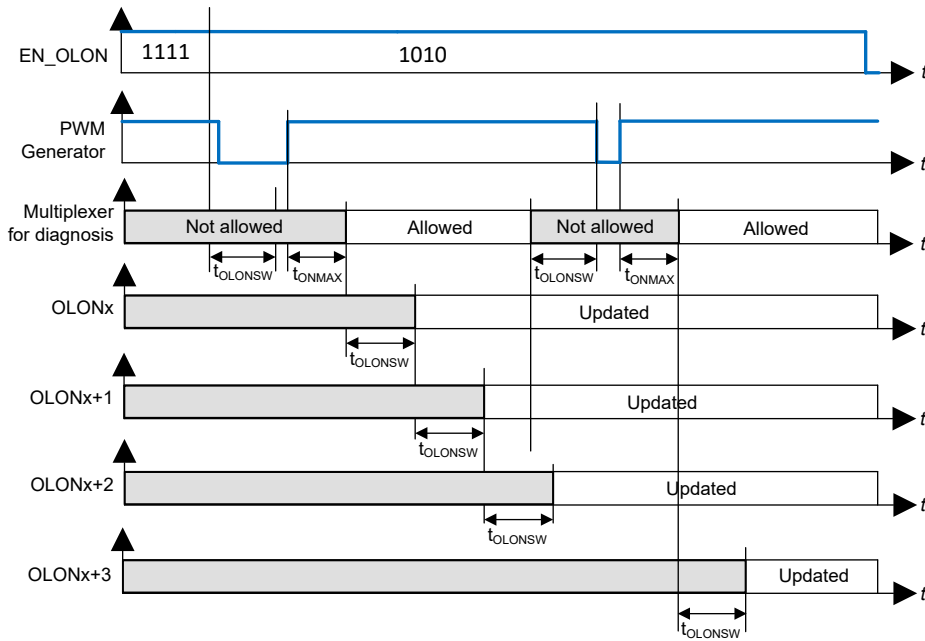 1111
1010
EN_OLON
t
PWM
Generator
t
Multiplexer
for diagnosis
Not allowed
Allowed
Not allowed
Allowed
t
tOLONSW
tONMAX
tOLONSW
tONMAX
OLONx
Updated
t
tOLONSW
OLONx+1
Updated
t
tOLONSW
OLONx+2
Updated
t
tOLONSW
OLONx+3
Updated
t
tOLONSW